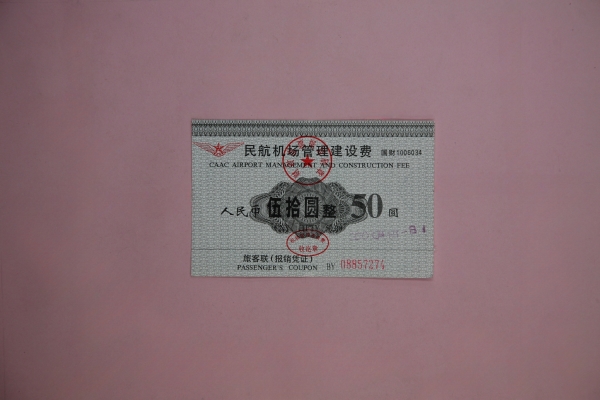 民航机场管理建设费 国财1006034
CAAC AIRPORT MANAGEMENT AND CONSTRUCTION FEE
人民币 伍拾圆整 50 圆
旅客联(报销凭证)
PASSENGER'S COUPON HY 08857274